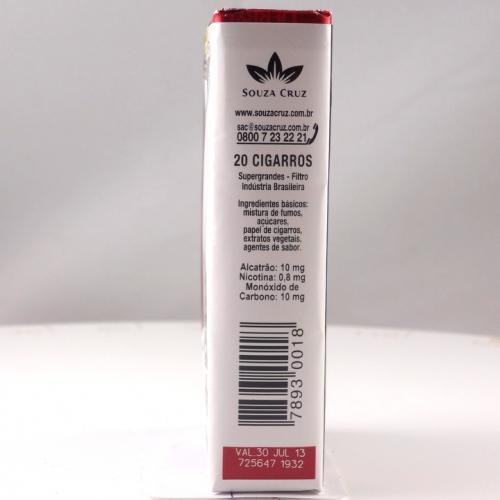 SOUZA CRUZ
www.souzacruz.com.br
sac@souzacruz.com.br
0800 7 23 22 21
20 CIGARROS
Supergrandes - Filtro
Indústria Brasileira
Ingredientes básicos:
mistura de fumos,
açúcares,
papel de cigarros,
extratos vegetais,
agentes de sabor.
Alcatrão: 10 mg
Nicotina: 0,8 mg
Monóxido de
Carbono: 10 mg
7893 0018
VAL.30 JUL 13
725647 1932